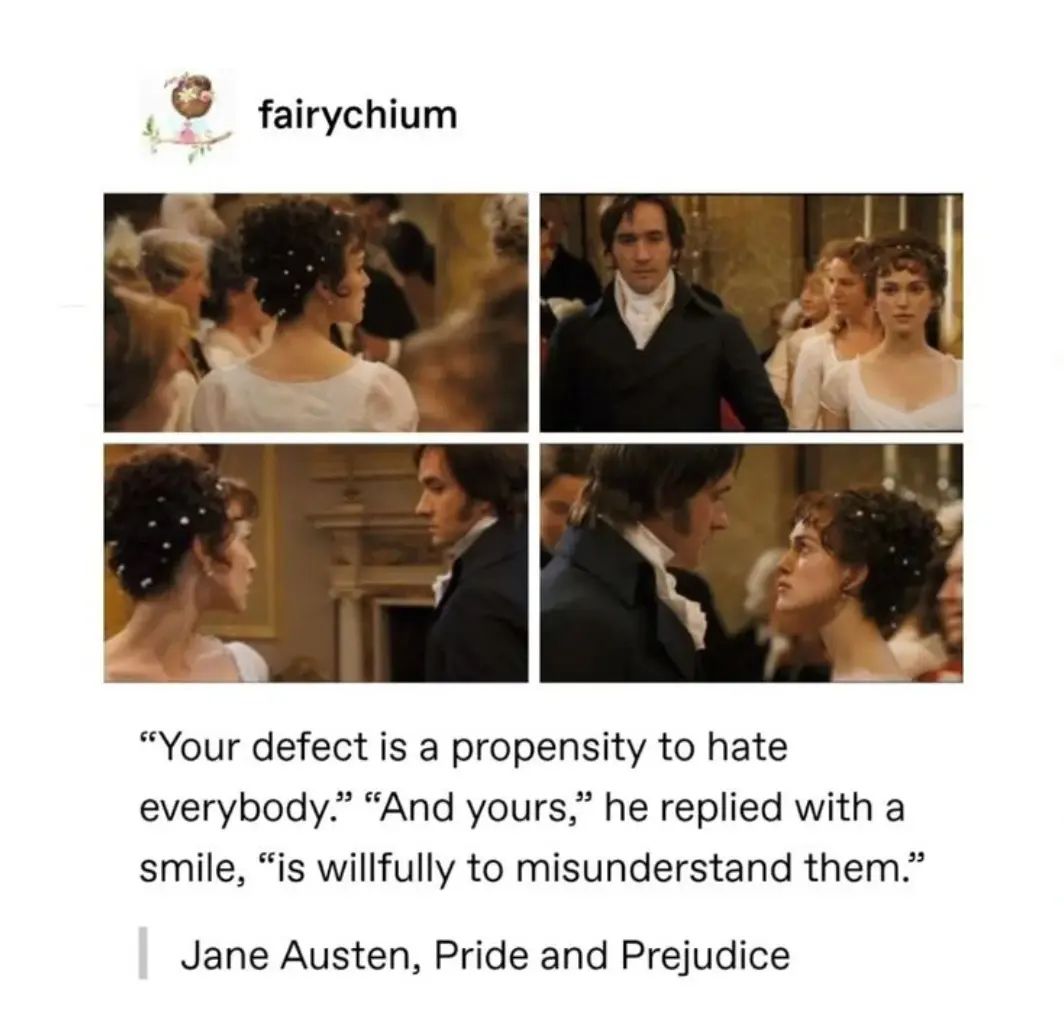 fairychium
“Your defect is a propensity to hate
everybody.” “And yours,” he replied with a
smile, “is willfully to misunderstand them.”
Jane Austen, Pride and Prejudice